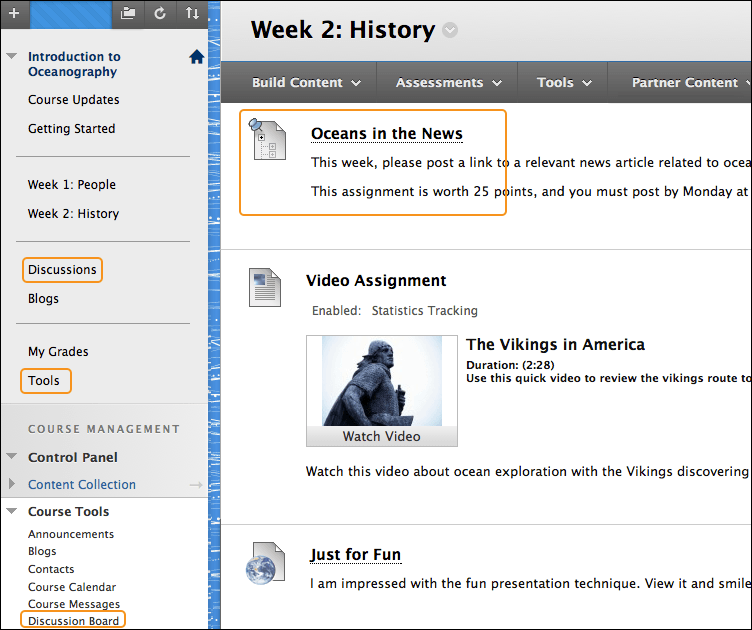 Introduction to
Oceanography
Course Updates
Getting Started
Week 1: People
Week 2: History
Discussions
Blogs
My Grades
Tools
COURSE MANAGEMENT
Control Panel
Content Collection
Course Tools
Announcements
Blogs
Contacts
Course Calendar
Course Messages
Discussion Board
Week 2: History
Build Content
Assessments
Tools
Partner Content
Oceans in the News
This week, please post a link to a relevant news article related to ocea
This assignment is worth 25 points, and you must post by Monday at
Video Assignment
Enabled: Statistics Tracking
The Vikings in America
Duration: (2:28)
Use this quick video to review the vikings route to
Watch Video
Watch this video about ocean exploration with the Vikings discovering
Just for Fun
I am impressed with the fun presentation technique. View it and smile